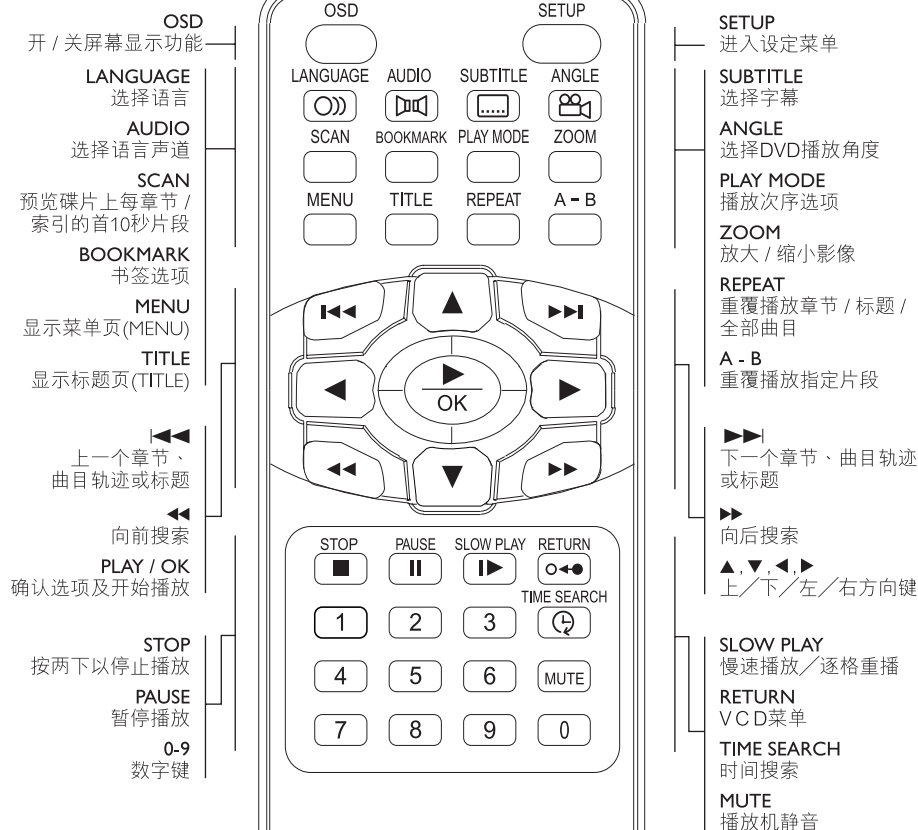 OSD
开 / 关屏幕显示功能
LANGUAGE
选择语言
AUDIO
选择语言声道
SCAN
预览碟片上每章节 /
索引的首10秒片段
BOOKMARK
书签选项
MENU
显示菜单页(MENU)
TITLE
显示标题页(TITLE)
上一个章节、
曲目轨迹或标题
向前搜索
PLAY / OK
确认选项及开始播放
STOP
按两下以停止播放
PAUSE
暂停播放
0-9
数字键
OSD SETUP
LANGUAGE AUDIO SUBTITLE ANGLE
SCAN BOOKMARK PLAY MODE ZOOM
MENU TITLE REPEAT A - B
OK
STOP PAUSE SLOW PLAY RETURN
TIME SEARCH
1 2 3
4 5 6 MUTE
7 8 9 0
SETUP
进入设定菜单
SUBTITLE
选择字幕
ANGLE
选择DVD播放角度
PLAY MODE
播放次序选项
ZOOM
放大 / 缩小影像
REPEAT
重覆播放章节 / 标题 /
全部曲目
A - B
重覆播放指定片段
下一个章节、曲目轨迹
或标题
向后搜索
▲ , ▼ , ◀ , ▶
上／下／左／右方向键
SLOW PLAY
慢速播放／逐格重播
RETURN
VCD菜单
TIME SEARCH
时间搜索
MUTE
播放机静音